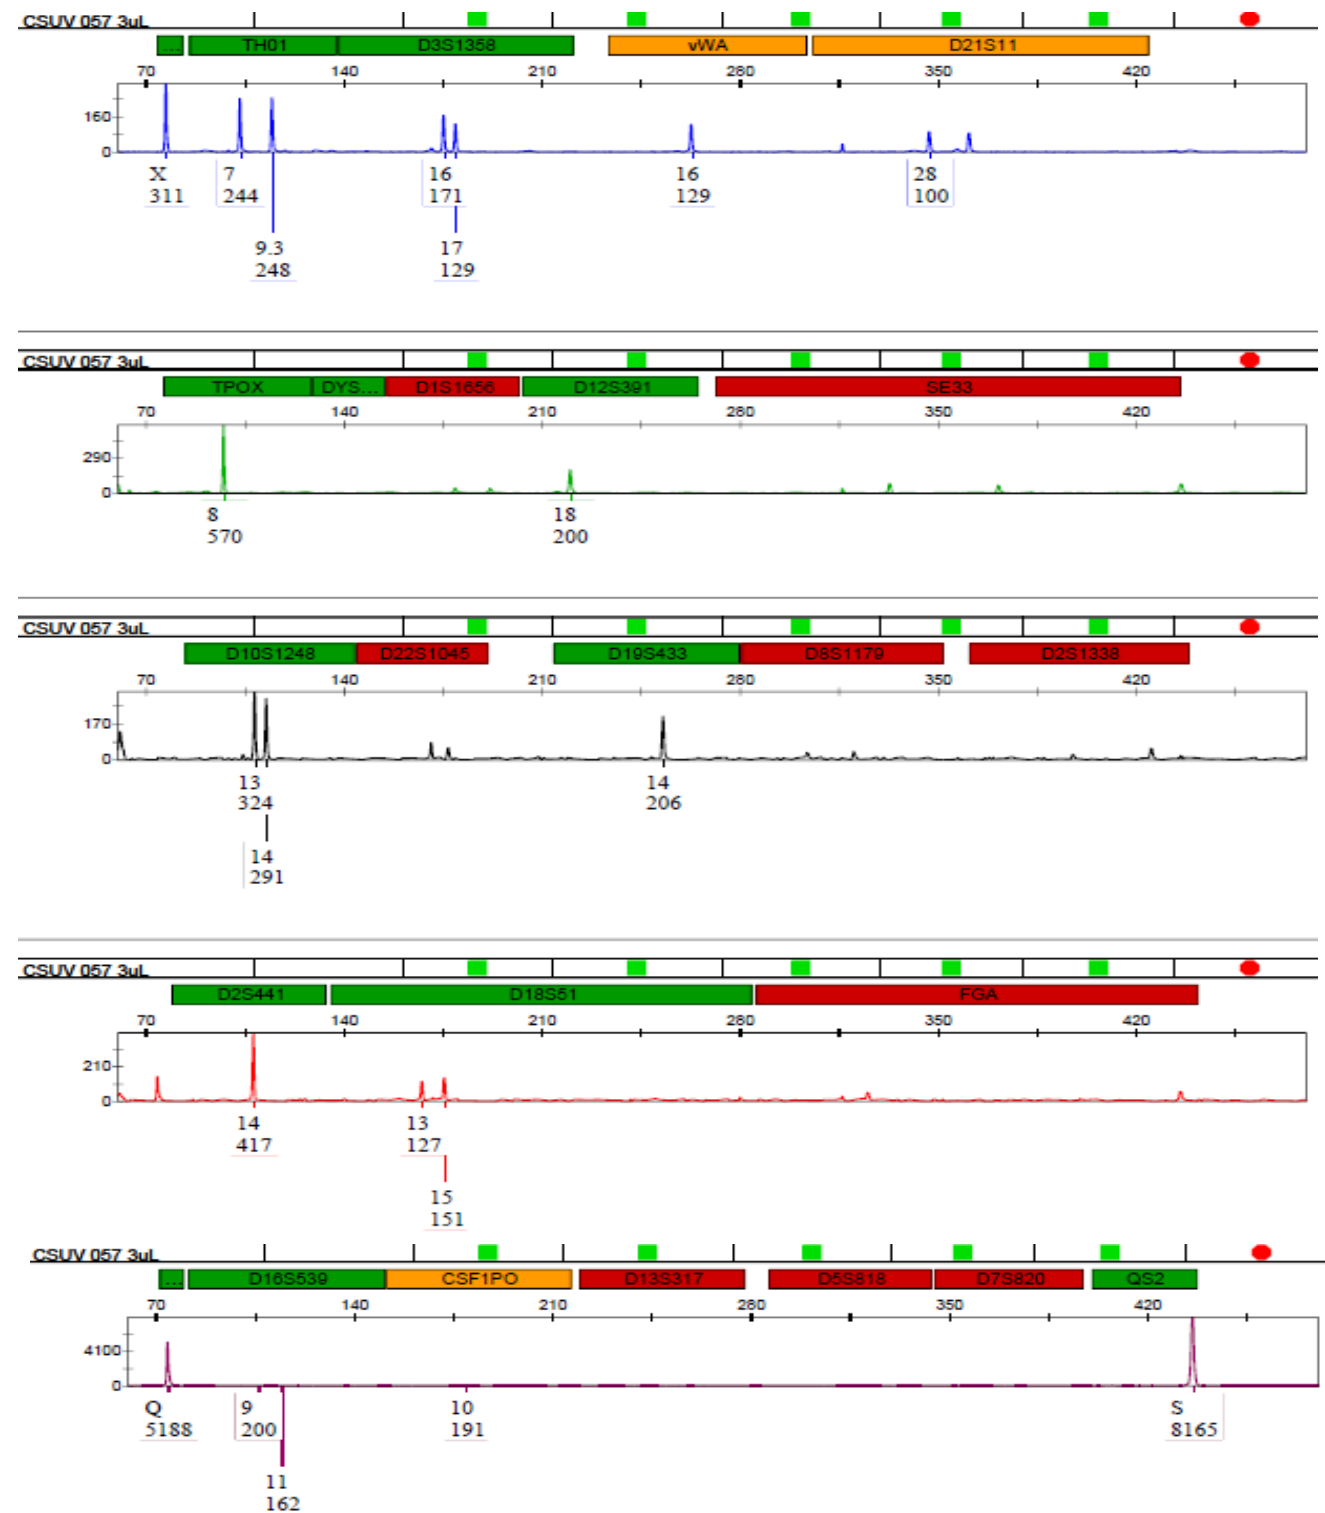 CSUV 057 3uL
... TH01 D3S1358 vWA D21S11
70 140 210 280 350 420
160
0
X 7 16 16 28
311 244 171 129 100
9.3 17
248 129
CSUV 057 3uL
TPOX DYS... D1S1656 D12S391 SE33
70 140 210 280 350 420
290
0
8 18
570 200
CSUV 057 3uL
D10S1248 D22S1045 D19S433 D8S1179 D2S1338
70 140 210 280 350 420
170
0
13 14
324 206
14
291
CSUV 057 3uL
D2S441 D18S51 FGA
70 140 210 280 350 420
210
0
14 13
417 127
15
151
CSUV 057 3uL
... D16S539 CSF1PO D13S317 D5S818 D7S820 QS2
70 140 210 280 350 420
4100
0
Q 9 10 S
5188 200 191 8165
11
162